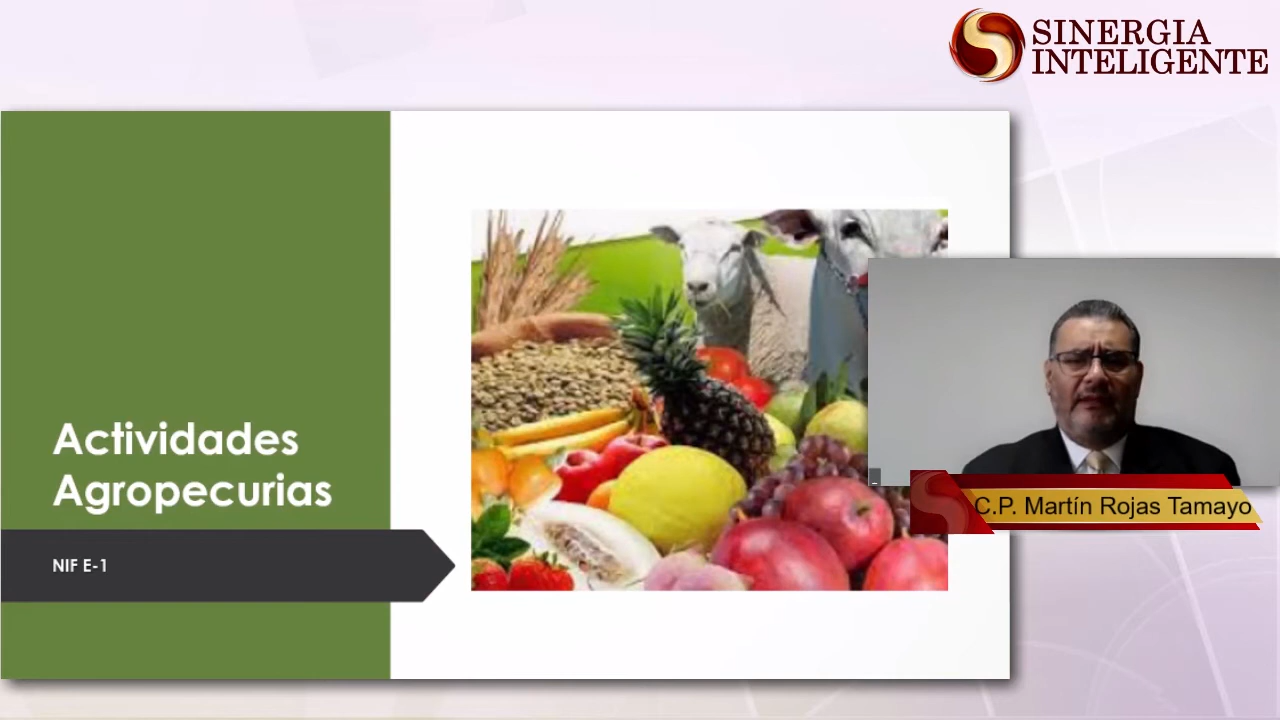 SINERGIA
INTELIGENTE
Actividades
Agropecurias
NIF E-1
C.P. Martín Rojas Tamayo